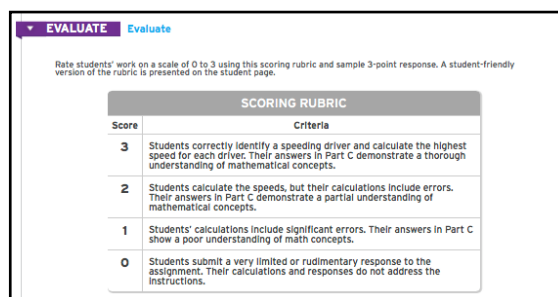 EVALUATE Evaluate
Rate students' work on a scale of 0 to 3 using this scoring rubric and sample 3-point response. A student-friendly
version of the rubric is presented on the student page.
SCORING RUBRIC
Score Criteria
3 Students correctly identify a speeding driver and calculate the highest
speed for each driver. Their answers in Part C demonstrate a thorough
understanding of mathematical concepts.
2 Students calculate the speeds, but their calculations include errors.
Their answers in Part C demonstrate a partial understanding of
mathematical concepts.
1 Students' calculations include significant errors. Their answers in Part C
show a poor understanding of math concepts.
0 Students submit a very limited or rudimentary response to the
assignment. Their calculations and responses do not address the
instructions.